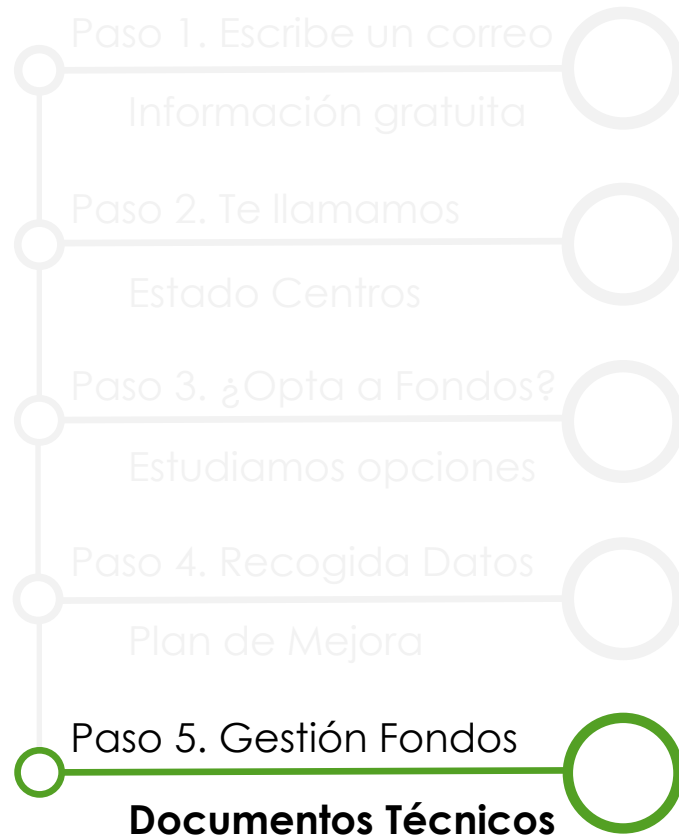 Paso 1. Escribe un correo
Información gratuita
Paso 2. Te llamamos
Estado Centros
Paso 3. ¿Opta a Fondos?
Estudiamos opciones
Paso 4. Recogida Datos
Plan de Mejora
Paso 5. Gestión Fondos
Documentos Técnicos